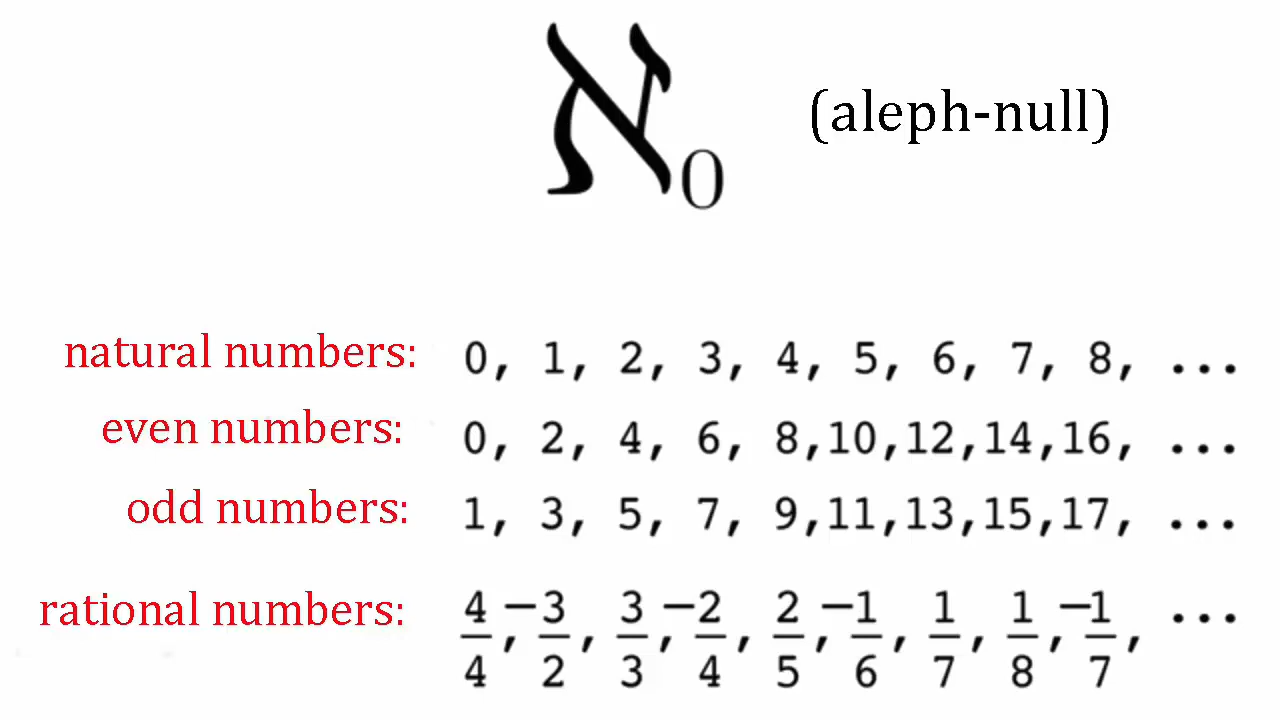 ℵ0 (aleph-null)
natural numbers: 0, 1, 2, 3, 4, 5, 6, 7, 8, ...
even numbers: 0, 2, 4, 6, 8,10,12,14,16, ...
odd numbers: 1, 3, 5, 7, 9,11,13,15,17, ...
rational numbers: 4/4, -3/2, 3/3, -2/4, 2/5, -1/6, 1/7, 1/8, -1/7, ...